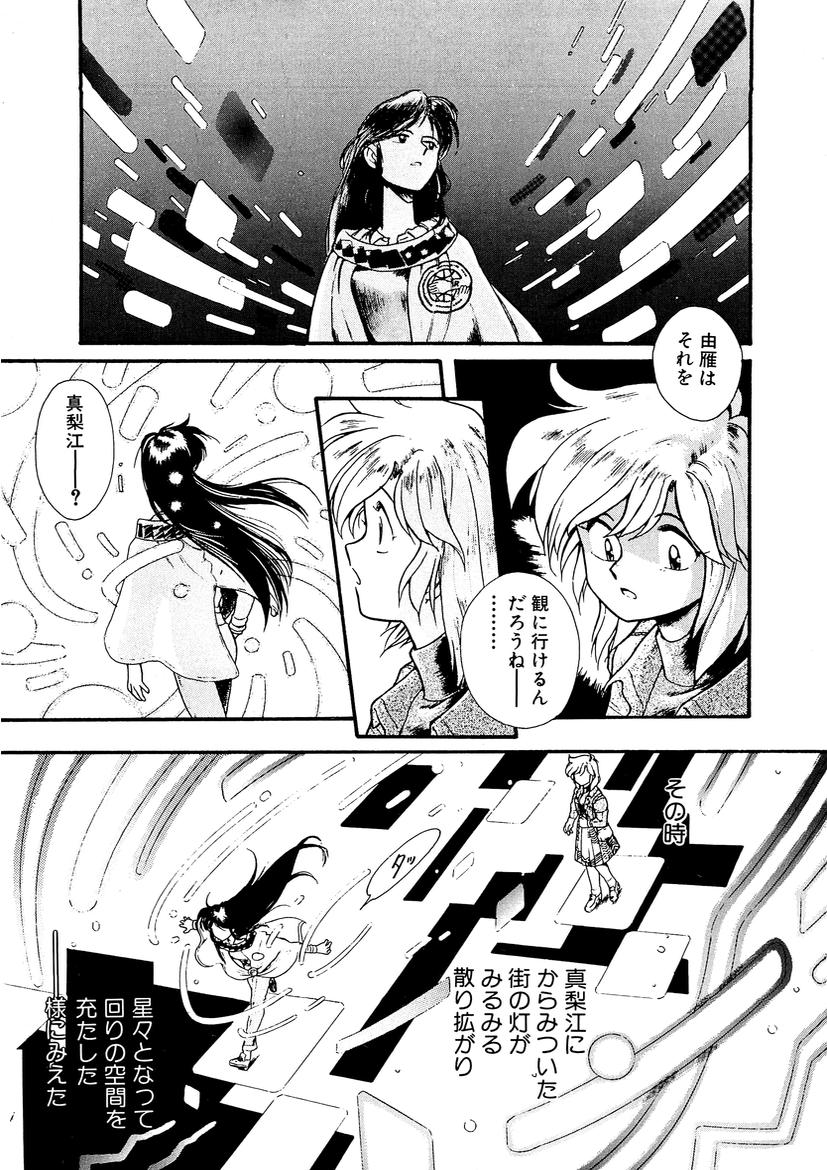 由雁は
それを
観に行けるん
だろうね──
………
真梨江──？
その時
ダッ
真梨江に
からみついた
街の灯が
みるみる
散り拡がり
星々となって
回りの空間を
充たした
──様にみえた